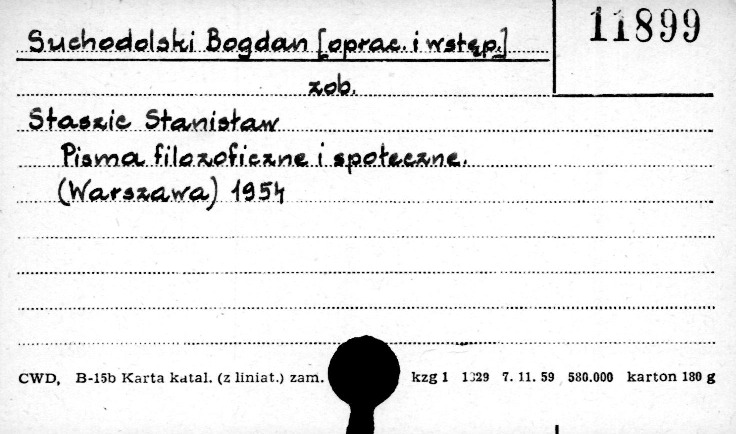 Suchodolski Bogdan [oprac. i wstęp.]
11899
zob.
Staszic Stanisław
Pisma filozoficzne i społeczne.
(Warszawa) 1954
CWD, B-15b Karta katal. (z liniat.) zam. kzg 1 1329 7. 11. 59 580.000 karton 180 g